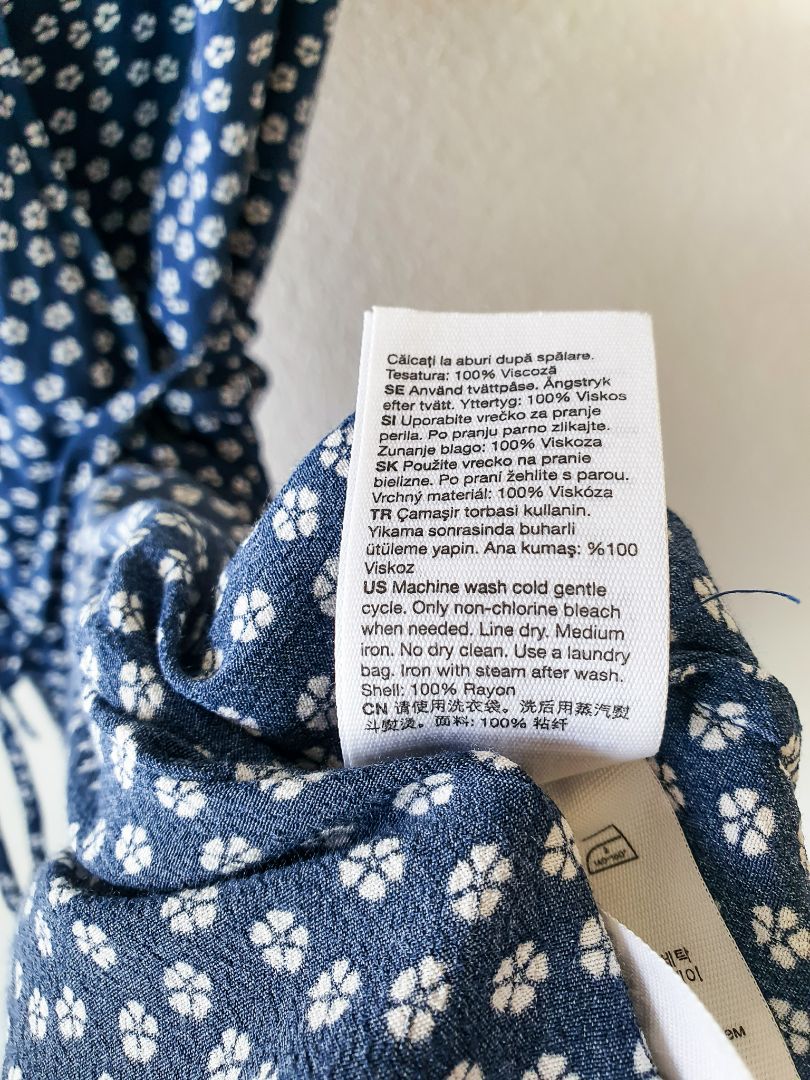 Căicați la aburi după spălare.
Tesatura: 100% Viscoză
SE Använd tvättpåse. Ångstryk
efter tvätt. Yttertyg: 100% Viskos
SI Uporabite vrečko za pranje
perila. Po pranju parno zlikajte.
Zunanje blago: 100% Viskoza
SK Použite vrecko na pranie
bielizne. Po praní žehlite s parou.
Vrchný materiál: 100% Viskóza
TR Çamaşir torbasi kullanin.
Yikama sonrasinda buharli
ütüleme yapin. Ana kumaş: %100
Viskoz
US Machine wash cold gentle
cycle. Only non-chlorine bleach
when needed. Line dry. Medium
iron. No dry clean. Use a laundry
bag. Iron with steam after wash.
Shell: 100% Rayon
CN 请使用洗衣袋。洗后用蒸汽熨
斗熨烫。面料: 100% 粘纤